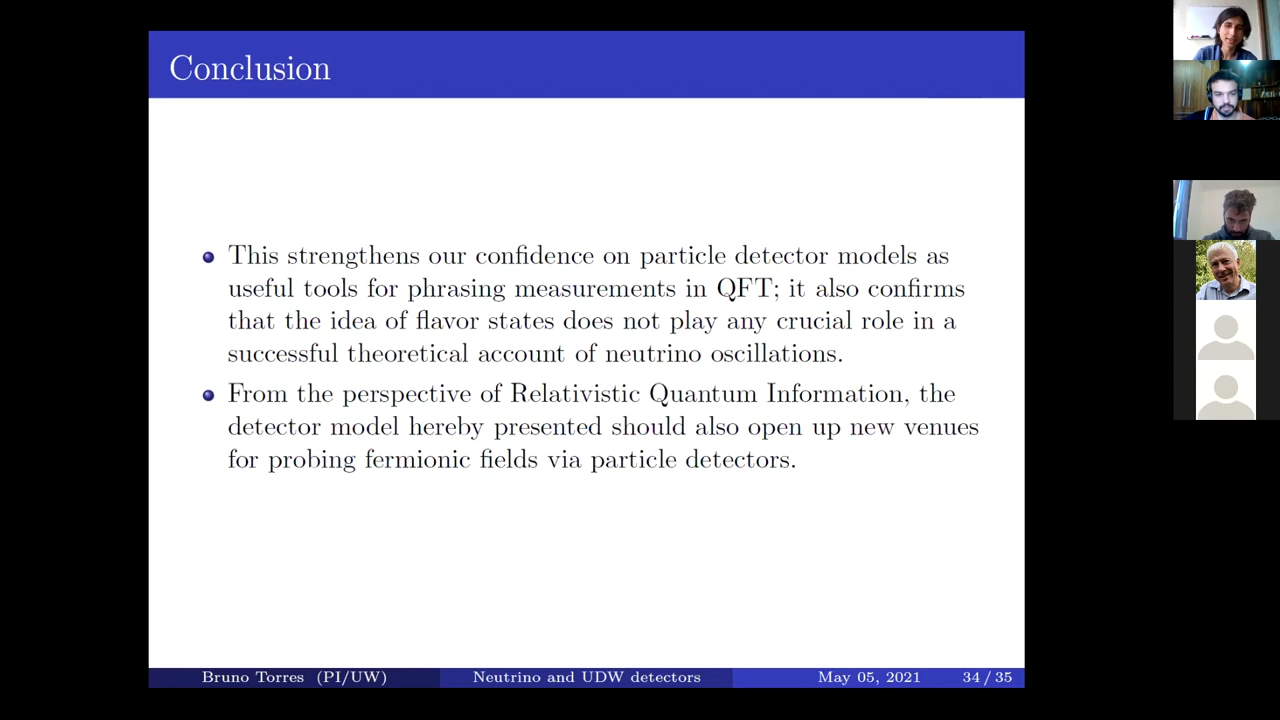 Conclusion
This strengthens our confidence on particle detector models as
useful tools for phrasing measurements in QFT; it also confirms
that the idea of flavor states does not play any crucial role in a
successful theoretical account of neutrino oscillations.
From the perspective of Relativistic Quantum Information, the
detector model hereby presented should also open up new venues
for probing fermionic fields via particle detectors.
Bruno Torres (PI/UW) Neutrino and UDW detectors May 05, 2021 34 / 35